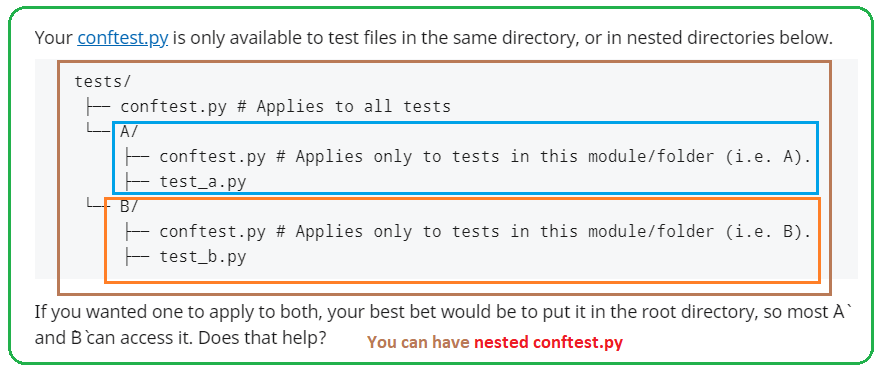 Your conftest.py is only available to test files in the same directory, or in nested directories below.
tests/
├── conftest.py # Applies to all tests
└── A/
├── conftest.py # Applies only to tests in this module/folder (i.e. A).
├── test_a.py
└── B/
├── conftest.py # Applies only to tests in this module/folder (i.e. B).
├── test_b.py
If you wanted one to apply to both, your best bet would be to put it in the root directory, so most A`
and B`can access it. Does that help?
You can have nested conftest.py